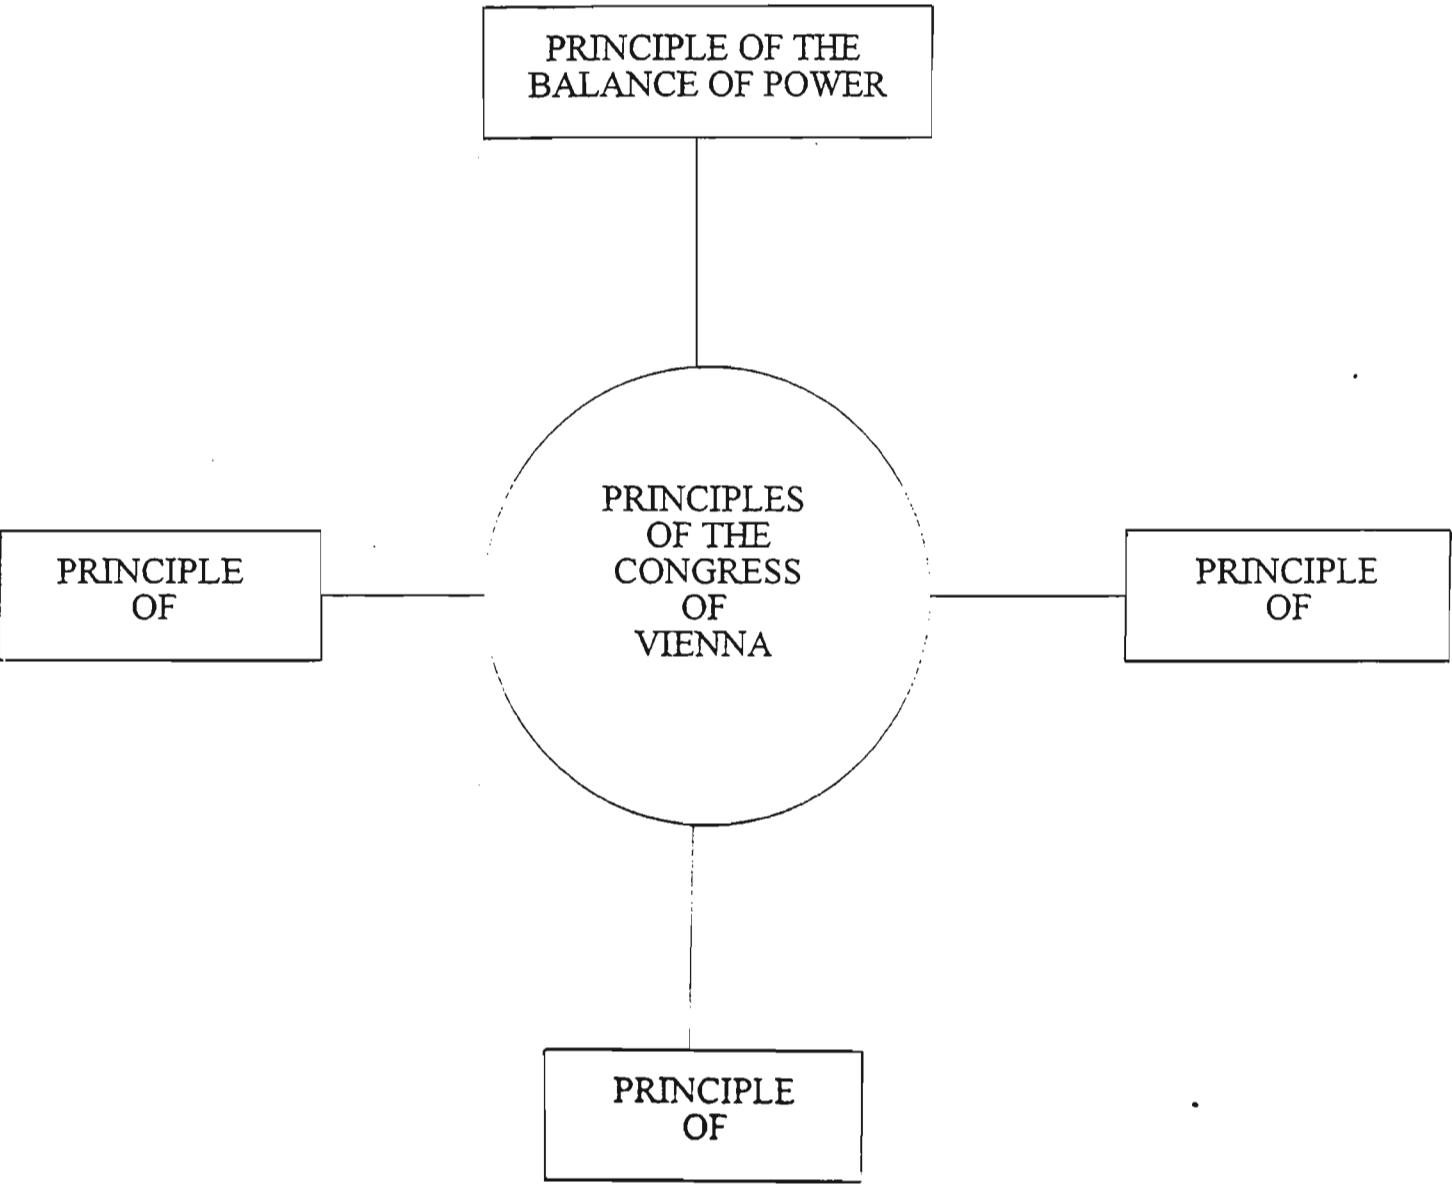 PRINCIPLE OF THE
BALANCE OF POWER
PRINCIPLES
OF THE
CONGRESS
OF
VIENNA
PRINCIPLE
OF
PRINCIPLE
OF
PRINCIPLE
OF